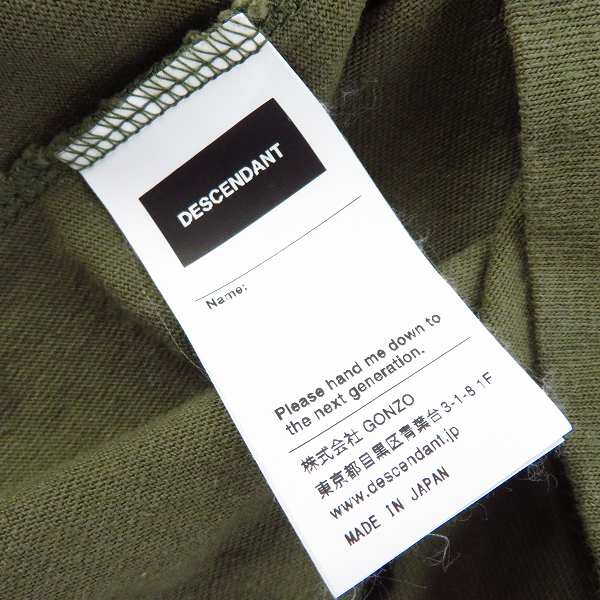 DESCENDANT
Name:
Please hand me down to
the next generation.
株式会社 GONZO
東京都目黒区青葉台3-1-8 1F
www.descendant.jp
MADE IN JAPAN